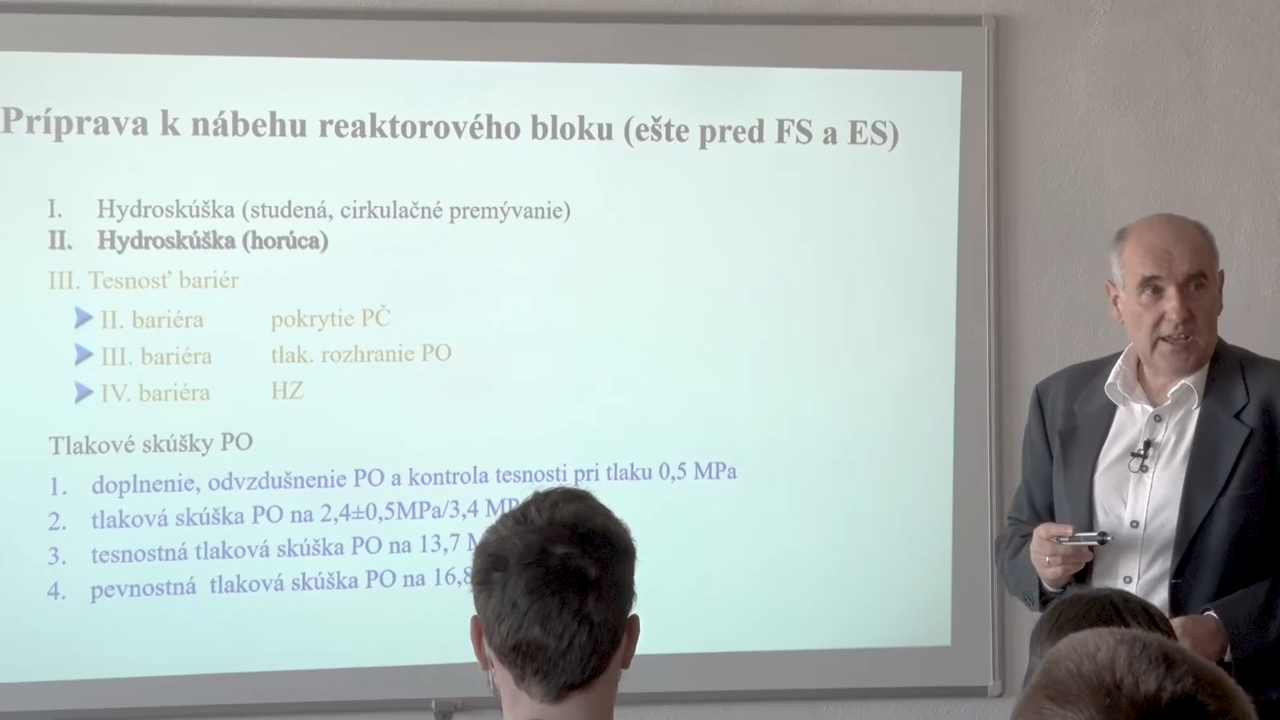 Príprava k nábehu reaktorového bloku (ešte pred FS a ES)
I. Hydroskúška (studená, cirkulačné premývanie)
II. Hydroskúška (horúca)
III. Tesnosť bariér
II. bariéra pokrytie PČ
III. bariéra tlak. rozhranie PO
IV. bariéra HZ
Tlakové skúšky PO
1. doplnenie, odvzdušnenie PO a kontrola tesnosti pri tlaku 0,5 MPa
2. tlaková skúška PO na 2,4±0,5MPa/3,4
3. tesnostná tlaková skúška PO na 13,7
4. pevnostná tlaková skúška PO na